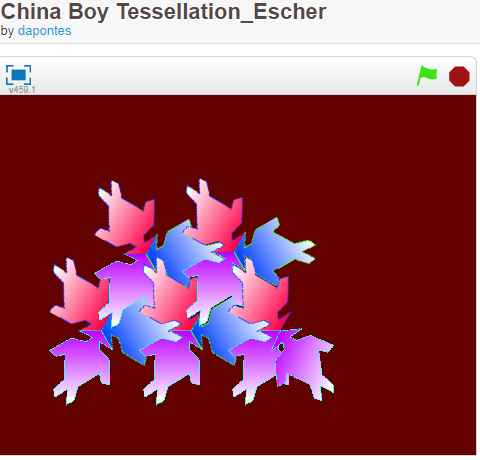 China Boy Tessellation_Escher
by dapontes
v459.1